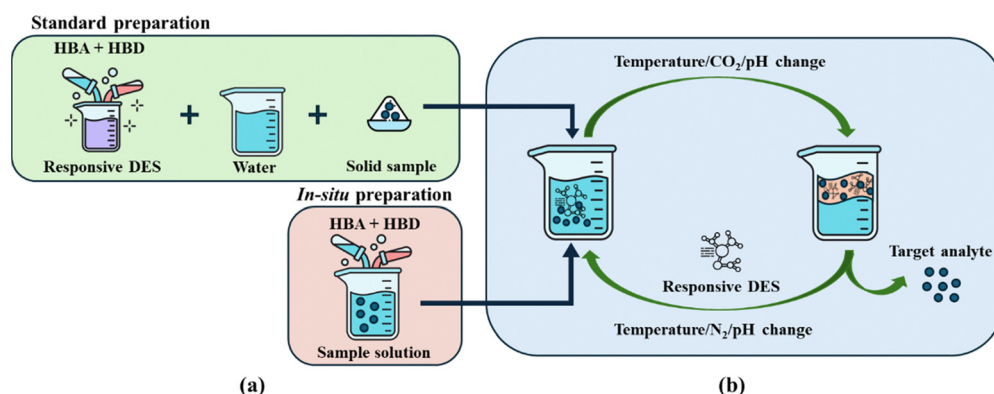 Standard preparation
HBA + HBD
+
+
Responsive DES
Water
Solid sample
In-situ preparation
HBA + HBD
Sample solution
(a)
Temperature/CO₂/pH change
Responsive DES
Target analyte
Temperature/N₂/pH change
(b)